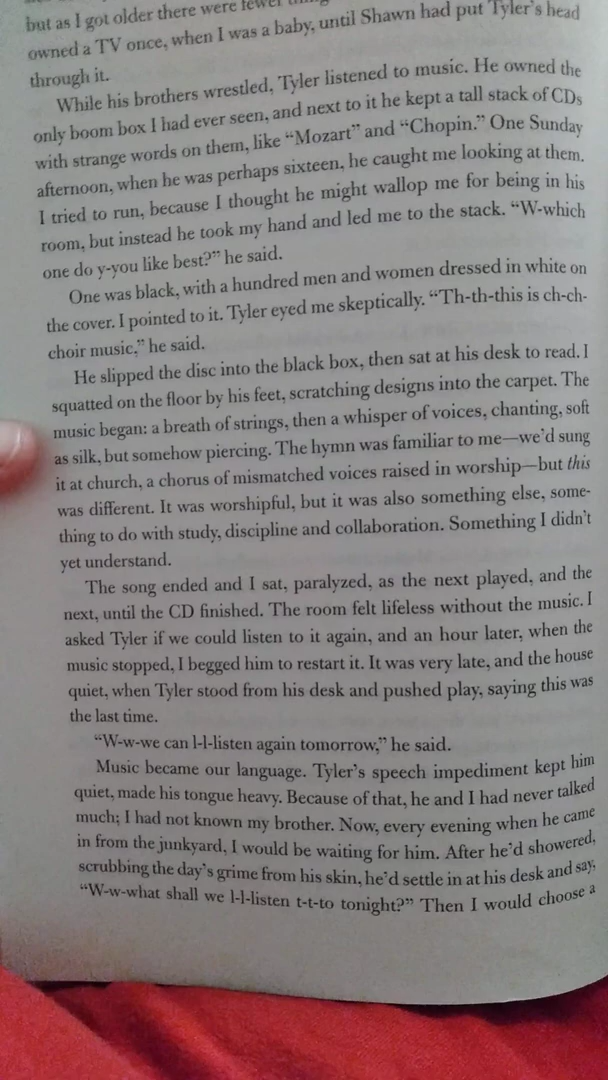 but as I got older there were fewer
owned a TV once, when I was a baby, until Shawn had put Tyler's head
through it.
While his brothers wrestled, Tyler listened to music. He owned the
only boom box I had ever seen, and next to it he kept a tall stack of CDs
with strange words on them, like “Mozart” and “Chopin.” One Sunday
afternoon, when he was perhaps sixteen, he caught me looking at them.
I tried to run, because I thought he might wallop me for being in his
room, but instead he took my hand and led me to the stack. “W-which
one do y-you like best?” he said.
One was black, with a hundred men and women dressed in white on
the cover. I pointed to it. Tyler eyed me skeptically. “Th-th-this is ch-ch-
choir music,” he said.
He slipped the disc into the black box, then sat at his desk to read. I
squatted on the floor by his feet, scratching designs into the carpet. The
music began: a breath of strings, then a whisper of voices, chanting, soft
as silk, but somehow piercing. The hymn was familiar to me—we'd sung
it at church, a chorus of mismatched voices raised in worship—but this
was different. It was worshipful, but it was also something else, some-
thing to do with study, discipline and collaboration. Something I didn't
yet understand.
The song ended and I sat, paralyzed, as the next played, and the
next, until the CD finished. The room felt lifeless without the music. I
asked Tyler if we could listen to it again, and an hour later, when the
music stopped, I begged him to restart it. It was very late, and the house
quiet, when Tyler stood from his desk and pushed play, saying this was
the last time.
“W-w-we can l-l-listen again tomorrow,” he said.
Music became our language. Tyler's speech impediment kept him
quiet, made his tongue heavy. Because of that, he and I had never talked
much; I had not known my brother. Now, every evening when he came
in from the junkyard, I would be waiting for him. After he'd showered,
scrubbing the day's grime from his skin, he'd settle in at his desk and say,
“W-w-what shall we l-l-listen t-t-to tonight?” Then I would choose a